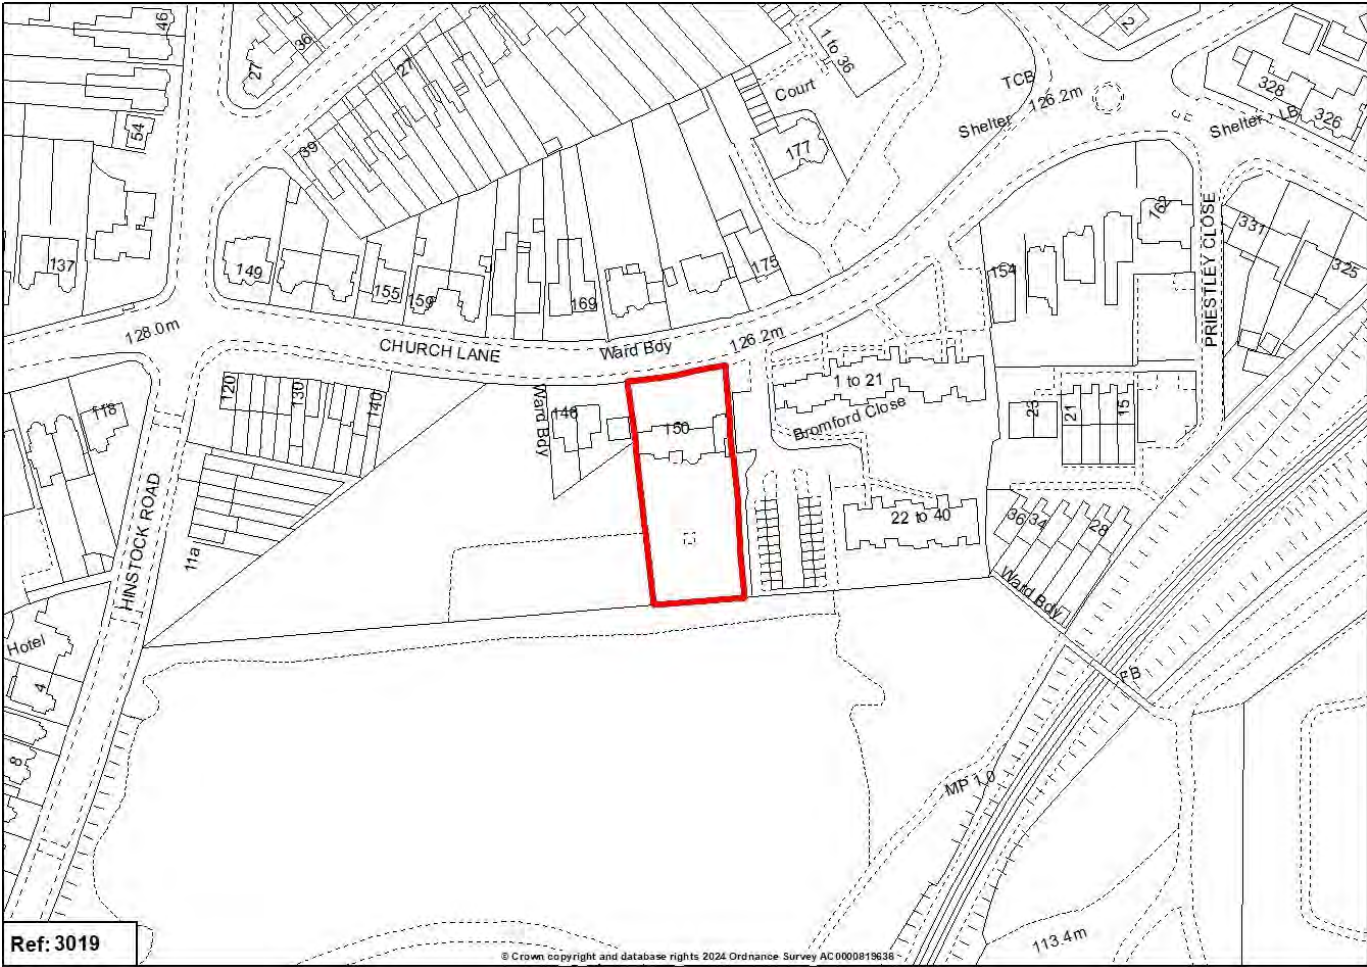 46
36
27
27
1 to 36
2
TCB
126.2m
Court
Shelter
328
326
Shelter
LB
54
39
177
137
149
155
159
169
175
162
154
331
325
PRIESTLEY CLOSE
128.0m
CHURCH LANE
Ward Bdy
126.2m
118
120
130
140
Ward Bdy
148
150
1 to 21
Bromford Close
23
21
15
HINSTOCK ROAD
11a
22 to 40
36
34
28
Ward Bdy
Hotel
4
8
FB
MP 1.0
113.4m
Ref: 3019
© Crown copyright and database rights 2024 Ordnance Survey AC0000819636